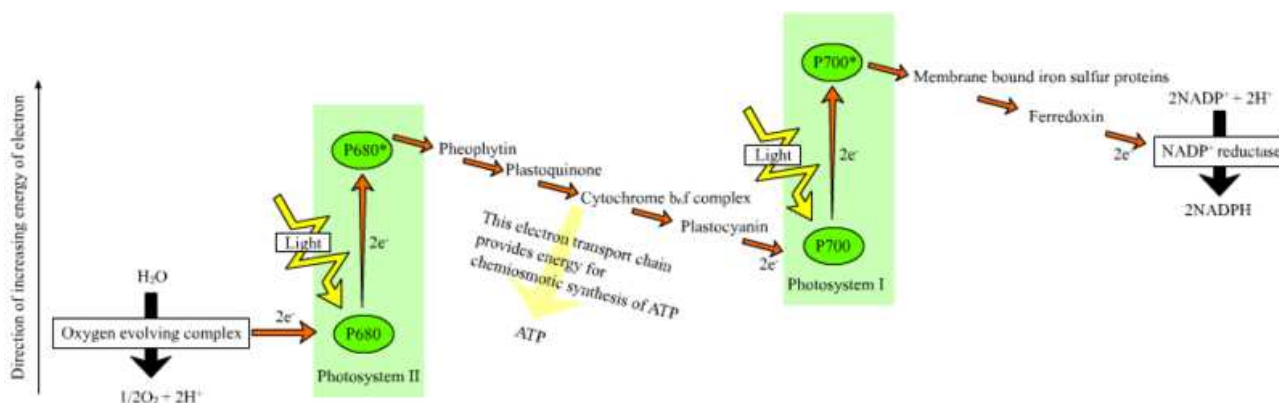 Direction of increasing energy of electron
H₂O
Oxygen evolving complex
1/2O₂ + 2H⁺
2e⁻
P680*
Light
2e⁻
P680
Photosystem II
Pheophytin
Plastoquinone
Cytochrome b₆f complex
Plastocyanin
2e⁻
This electron transport chain
provides energy for
chemiosmotic synthesis of ATP
ATP
P700*
Light
2e⁻
P700
Photosystem I
Membrane bound iron sulfur proteins
Ferredoxin
2e⁻
2NADP⁺ + 2H⁺
NADP⁺ reductase
2NADPH